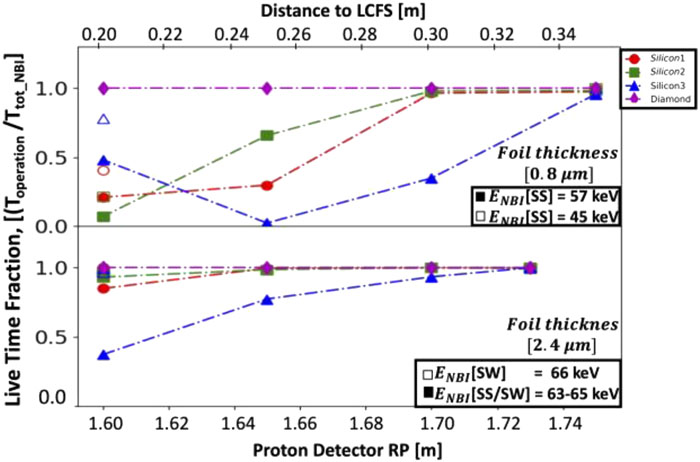 Distance to LCFS [m]
0.20 0.22 0.24 0.25 0.26 0.28 0.30 0.32 0.34
Live Time Fraction, [(T_operation /T_tot_NBI]
1.0
0.5
0.0
Silicon1
Silicon2
Silicon3
Diamond
Foil thickness
[0.8 μm]
E_NBI[SS] = 57 keV
E_NBI[SS] = 45 keV
1.0
0.5
0.0
Foil thicknes
[2.4 μm]
E_NBI[SW] = 66 keV
E_NBI[SS/SW] = 63-65 keV
1.60 1.62 1.64 1.66 1.68 1.70 1.72 1.74
Proton Detector RP [m]